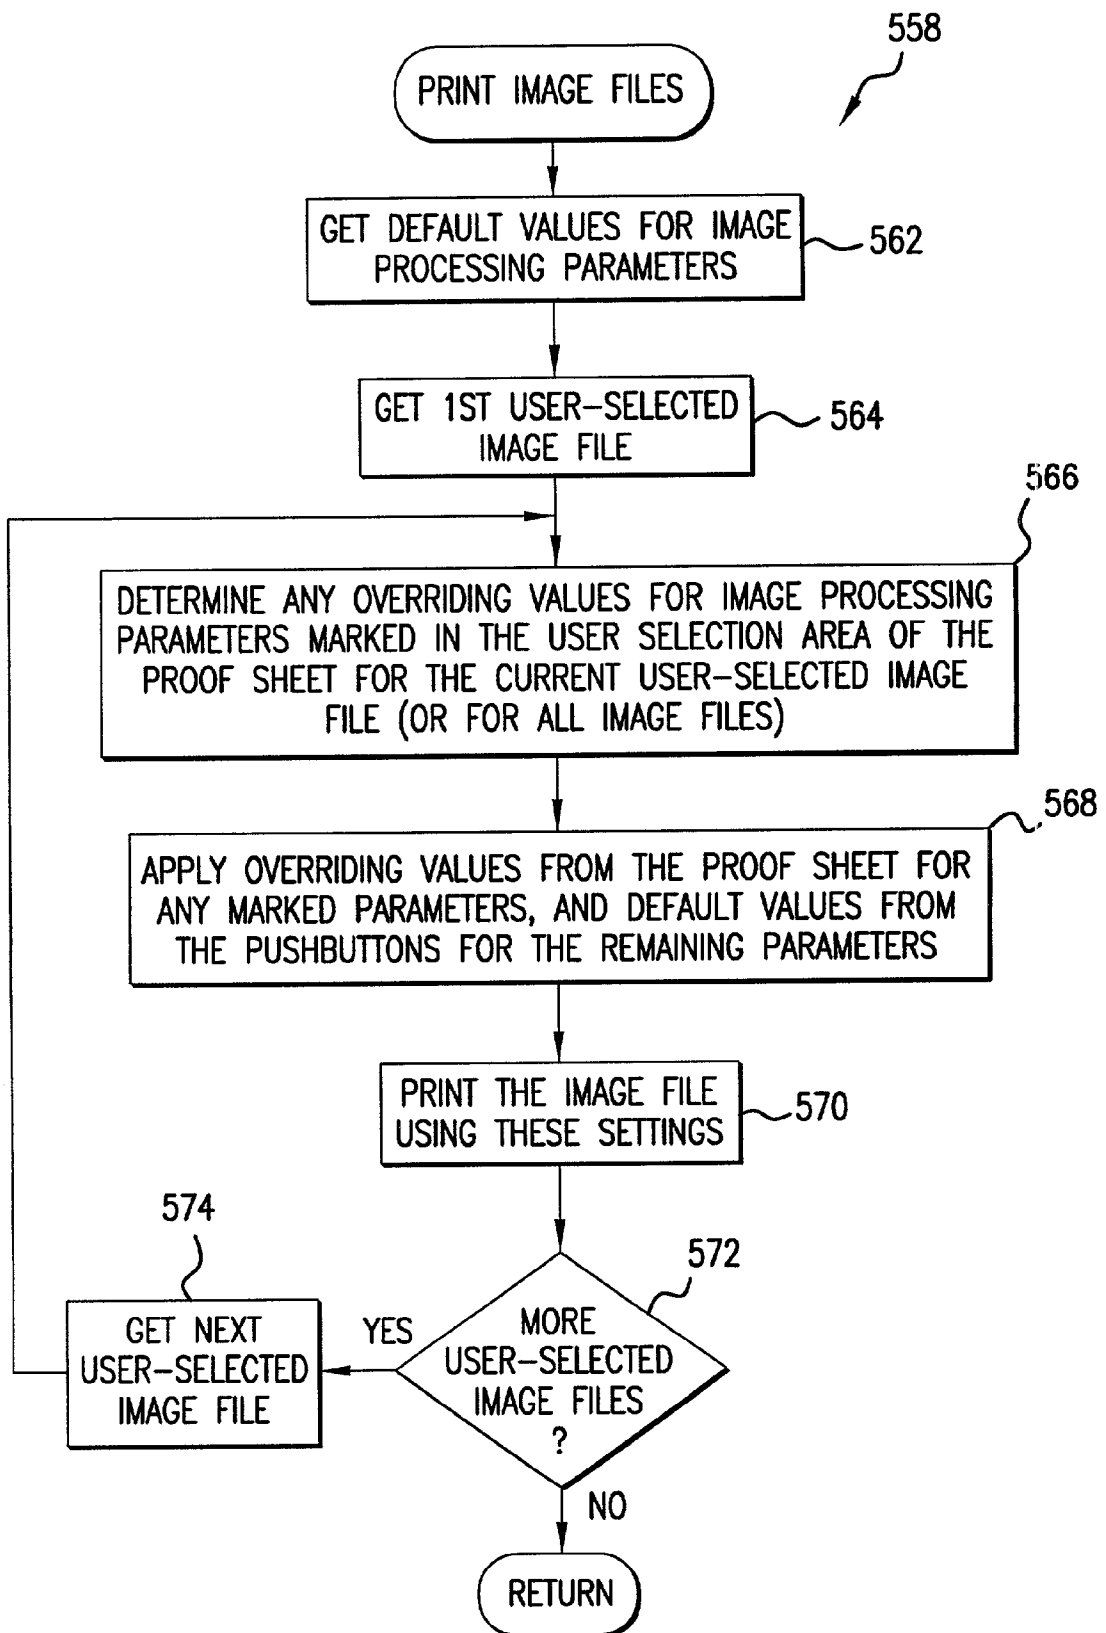 558
PRINT IMAGE FILES
GET DEFAULT VALUES FOR IMAGE
PROCESSING PARAMETERS
562
GET 1ST USER-SELECTED
IMAGE FILE
564
566
DETERMINE ANY OVERRIDING VALUES FOR IMAGE PROCESSING
PARAMETERS MARKED IN THE USER SELECTION AREA OF THE
PROOF SHEET FOR THE CURRENT USER-SELECTED IMAGE
FILE (OR FOR ALL IMAGE FILES)
568
APPLY OVERRIDING VALUES FROM THE PROOF SHEET FOR
ANY MARKED PARAMETERS, AND DEFAULT VALUES FROM
THE PUSHBUTTONS FOR THE REMAINING PARAMETERS
PRINT THE IMAGE FILE
USING THESE SETTINGS
570
572
MORE
USER-SELECTED
IMAGE FILES
?
YES
574
GET NEXT
USER-SELECTED
IMAGE FILE
NO
RETURN